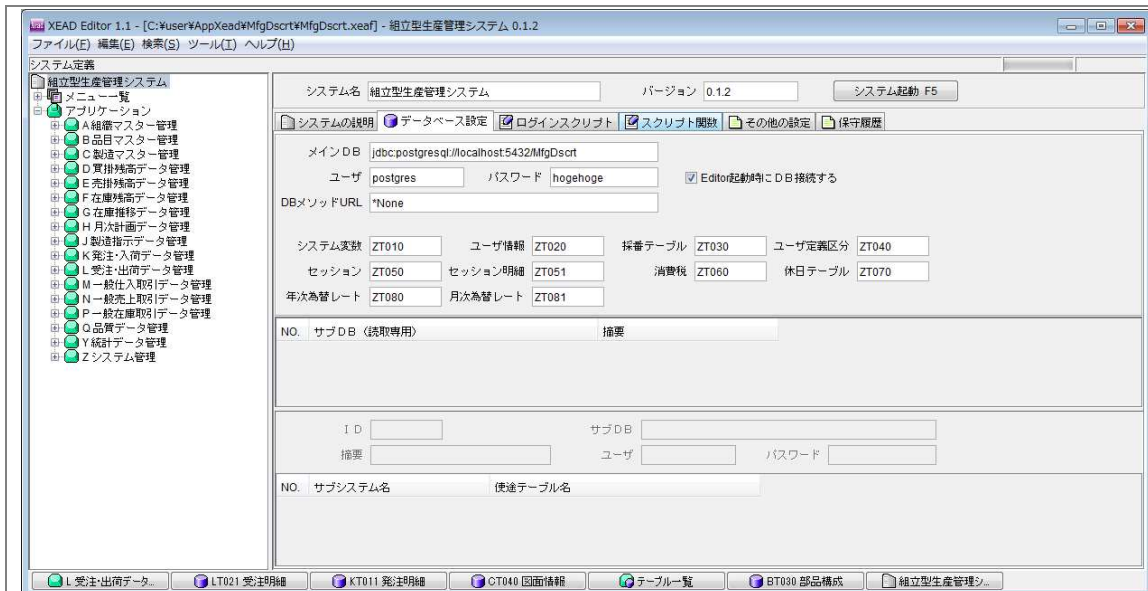 XEAD Editor 1.1 - [C:¥user¥AppXead¥MfgDscrt¥MfgDscrt.xeaf] - 組立型生産管理システム 0.1.2
ファイル(F) 編集(E) 検索(S) ツール(T) ヘルプ(H)
システム定義
組立型生産管理システム
メニュー一覧
アプリケーション
A 組織マスター管理
B 品目マスター管理
C 製造マスター管理
D 買掛残高データ管理
E 売掛残高データ管理
F 在庫残高データ管理
G 在庫推移データ管理
H 月次計画データ管理
J 製造指示データ管理
K 発注・入荷データ管理
L 受注・出荷データ管理
M 一般仕入取引データ管理
N 一般売上取引データ管理
P 一般在庫取引データ管理
Q 品質データ管理
Y 統計データ管理
Z システム管理
システム名 組立型生産管理システム バージョン 0.1.2 システム起動 F5
システムの説明 データベース設定 ログインスクリプト スクリプト関数 その他の設定 保守履歴
メインDB jdbc:postgresql://localhost:5432/MfgDscrt
ユーザ postgres パスワード hogehoge Editor起動時にDB接続する
DBメソッドURL *None
システム変数 ZT010 ユーザ情報 ZT020 採番テーブル ZT030 ユーザ定義区分 ZT040
セッション ZT050 セッション明細 ZT051 消費税 ZT060 休日テーブル ZT070
年次為替レート ZT080 月次為替レート ZT081
NO. サブDB(読取専用) 摘要
ID サブDB
摘要 ユーザ パスワード
NO. サブシステム名 使途テーブル名
L 受注・出荷データ... LT021 受注明細 KT011 発注明細 CT040 図面情報 テーブル一覧 BT030 部品構成 組立型生産管理シ...